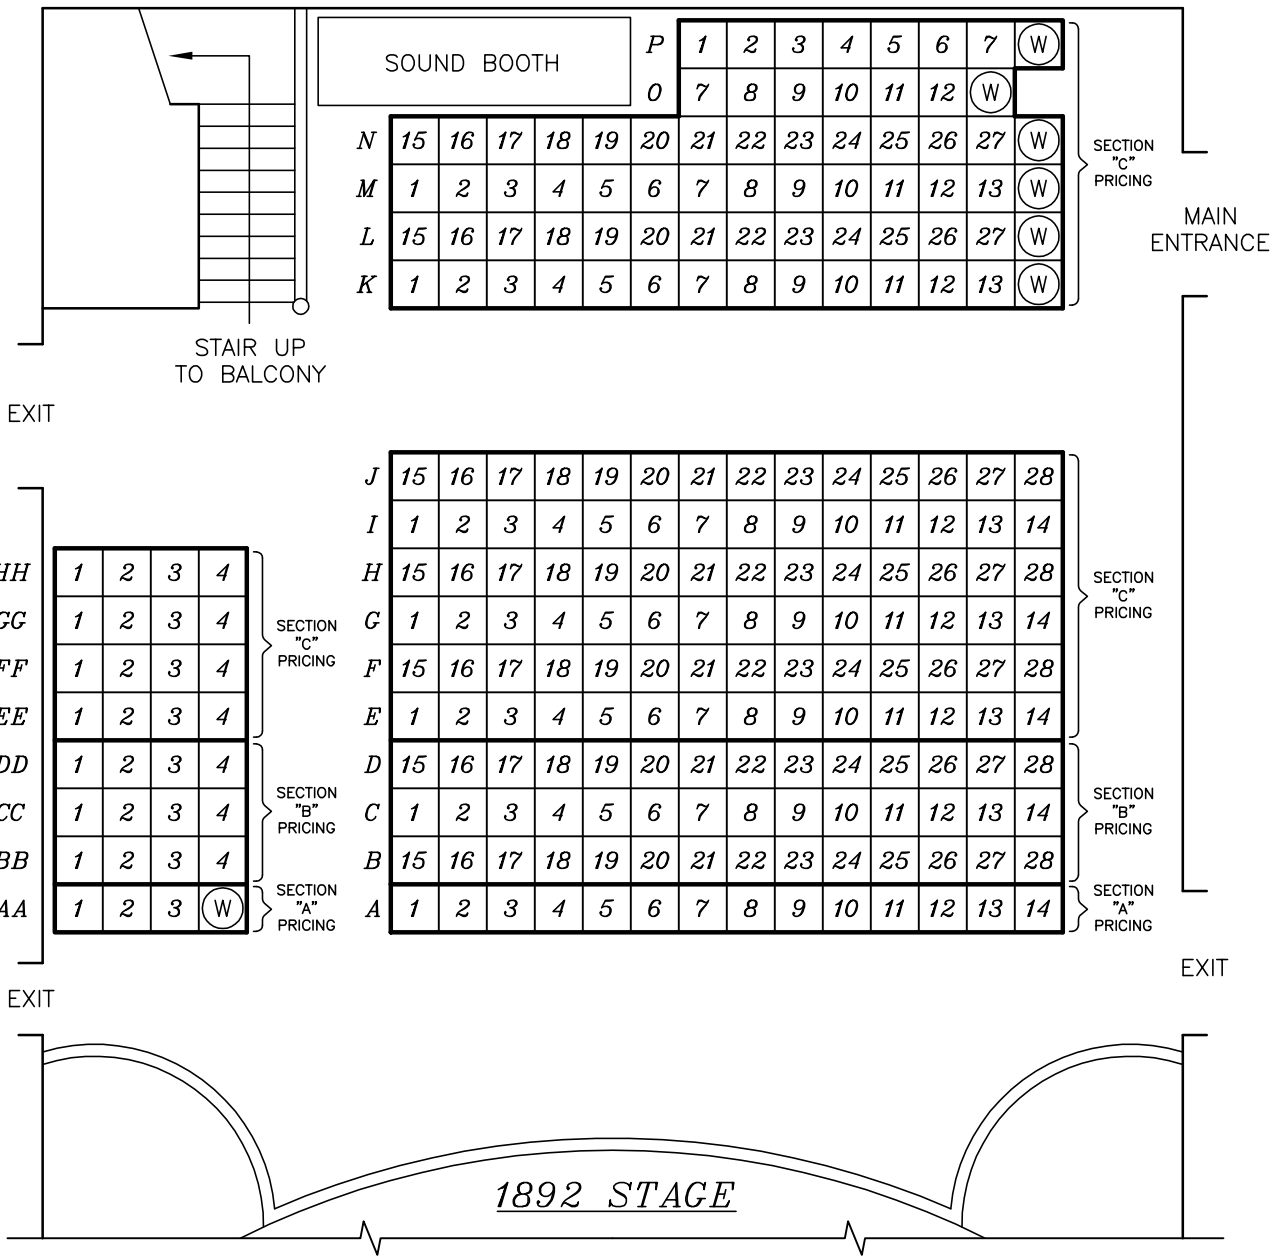 SOUND BOOTH
P 1 2 3 4 5 6 7 W
O 7 8 9 10 11 12 W
N 15 16 17 18 19 20 21 22 23 24 25 26 27 W
M 1 2 3 4 5 6 7 8 9 10 11 12 13 W
L 15 16 17 18 19 20 21 22 23 24 25 26 27 W
K 1 2 3 4 5 6 7 8 9 10 11 12 13 W
SECTION
"C"
PRICING
MAIN
ENTRANCE
STAIR UP
TO BALCONY
EXIT
J 15 16 17 18 19 20 21 22 23 24 25 26 27 28
I 1 2 3 4 5 6 7 8 9 10 11 12 13 14
H 15 16 17 18 19 20 21 22 23 24 25 26 27 28
G 1 2 3 4 5 6 7 8 9 10 11 12 13 14
F 15 16 17 18 19 20 21 22 23 24 25 26 27 28
E 1 2 3 4 5 6 7 8 9 10 11 12 13 14
SECTION
"C"
PRICING
D 15 16 17 18 19 20 21 22 23 24 25 26 27 28
C 1 2 3 4 5 6 7 8 9 10 11 12 13 14
B 15 16 17 18 19 20 21 22 23 24 25 26 27 28
SECTION
"B"
PRICING
A 1 2 3 4 5 6 7 8 9 10 11 12 13 14
SECTION
"A"
PRICING
HH 1 2 3 4
GG 1 2 3 4
FF 1 2 3 4
EE 1 2 3 4
SECTION
"C"
PRICING
DD 1 2 3 4
CC 1 2 3 4
BB 1 2 3 4
SECTION
"B"
PRICING
AA 1 2 3 W
SECTION
"A"
PRICING
EXIT
EXIT
1892 STAGE